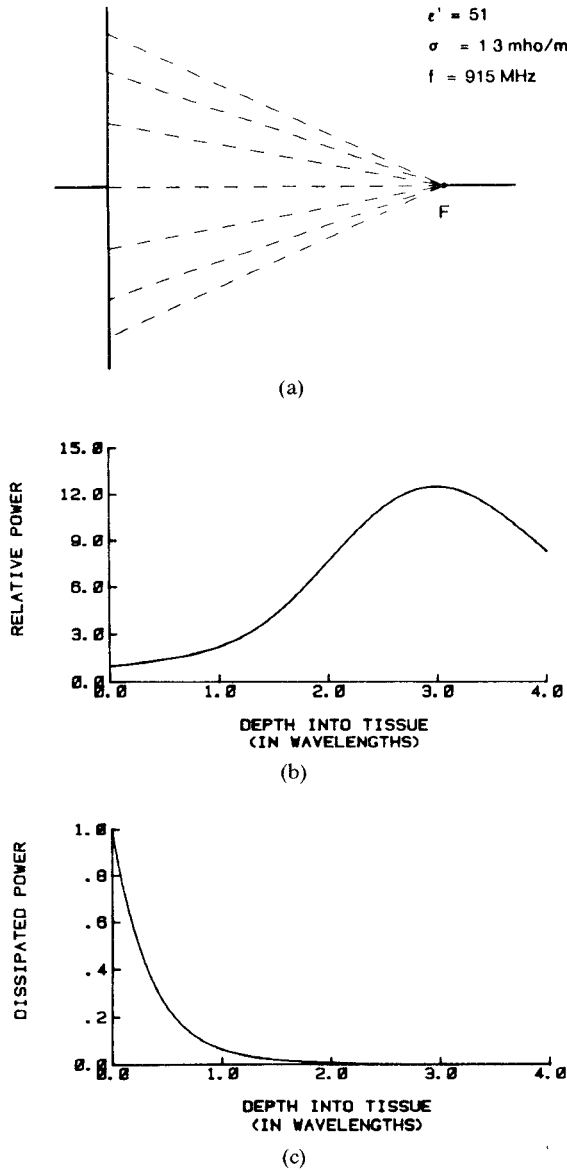 ε' = 51
σ = 1 3 mho/m
f = 915 MHz
F
(a)
15.0
12.0
9.0
6.0
3.0
0.0
RELATIVE POWER
0.0 1.0 2.0 3.0 4.0
DEPTH INTO TISSUE
(IN WAVELENGTHS)
(b)
1.0
.8
.6
.4
.2
0.0
DISSIPATED POWER
0.0 1.0 2.0 3.0 4.0
DEPTH INTO TISSUE
(IN WAVELENGTHS)
(c)